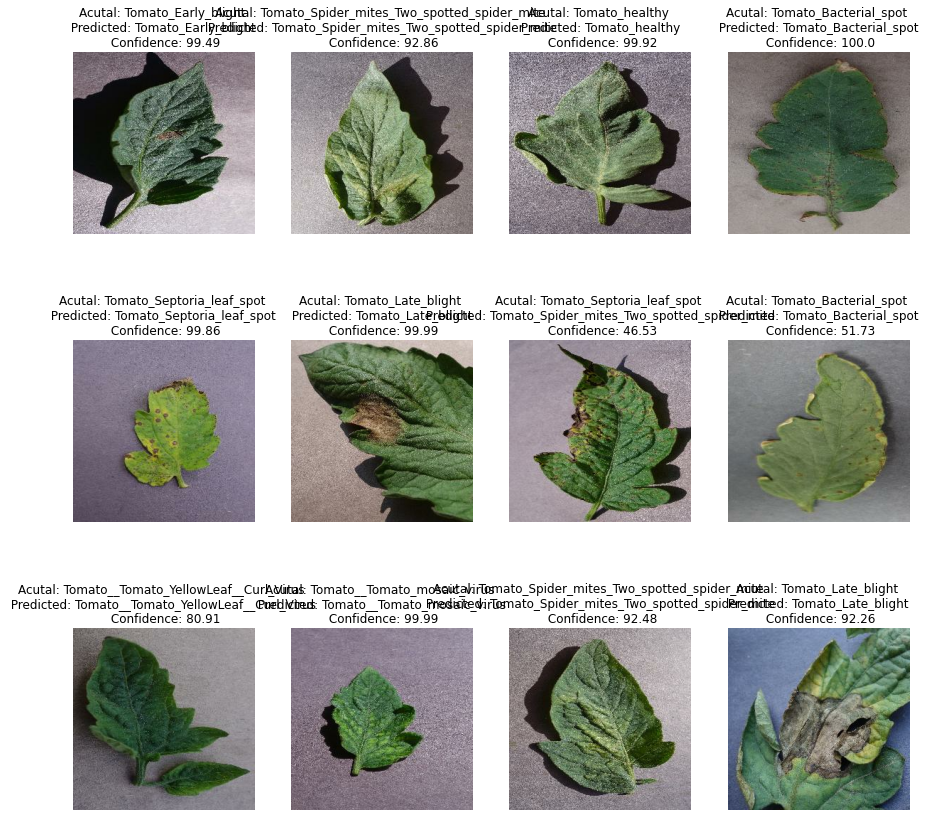 Acutal: Tomato_Early_blight
Predicted: Tomato_Early_blight
Confidence: 99.49
Acutal: Tomato_Spider_mites_Two_spotted_spider_mite
Predicted: Tomato_Spider_mites_Two_spotted_spider_mite
Confidence: 92.86
Acutal: Tomato_healthy
Predicted: Tomato_healthy
Confidence: 99.92
Acutal: Tomato_Bacterial_spot
Predicted: Tomato_Bacterial_spot
Confidence: 100.0
Acutal: Tomato_Septoria_leaf_spot
Predicted: Tomato_Septoria_leaf_spot
Confidence: 99.86
Acutal: Tomato_Late_blight
Predicted: Tomato_Late_blight
Confidence: 99.99
Acutal: Tomato_Septoria_leaf_spot
Predicted: Tomato_Spider_mites_Two_spotted_spider_mite
Confidence: 46.53
Acutal: Tomato_Bacterial_spot
Predicted: Tomato_Bacterial_spot
Confidence: 51.73
Acutal: Tomato__Tomato_YellowLeaf__Curl_Virus
Predicted: Tomato__Tomato_YellowLeaf__Curl_Virus
Confidence: 80.91
Acutal: Tomato__Tomato_mosaic_virus
Predicted: Tomato__Tomato_mosaic_virus
Confidence: 99.99
Acutal: Tomato_Spider_mites_Two_spotted_spider_mite
Predicted: Tomato_Spider_mites_Two_spotted_spider_mite
Confidence: 92.48
Acutal: Tomato_Late_blight
Predicted: Tomato_Late_blight
Confidence: 92.26